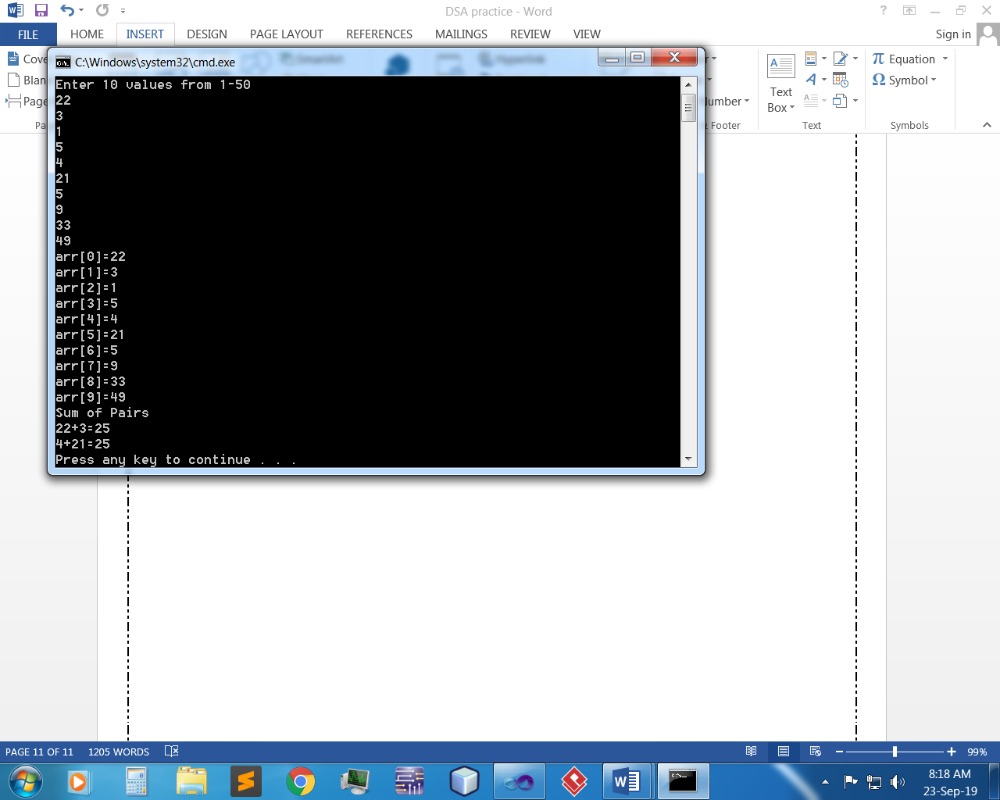 DSA practice - Word
FILE HOME INSERT DESIGN PAGE LAYOUT REFERENCES MAILINGS REVIEW VIEW Sign in
C:\Windows\system32\cmd.exe
Enter 10 values from 1-50
22
3
1
5
4
21
5
9
33
49
arr[0]=22
arr[1]=3
arr[2]=1
arr[3]=5
arr[4]=4
arr[5]=21
arr[6]=5
arr[7]=9
arr[8]=33
arr[9]=49
Sum of Pairs
22+3=25
4+21=25
Press any key to continue . . .
Cove
Blan
Page
Pa
SmartArt
Hyperlink
Number
& Footer
A
Text
Box
Text
π Equation
Ω Symbol
Symbols
PAGE 11 OF 11 1205 WORDS 99%
8:18 AM
23-Sep-19